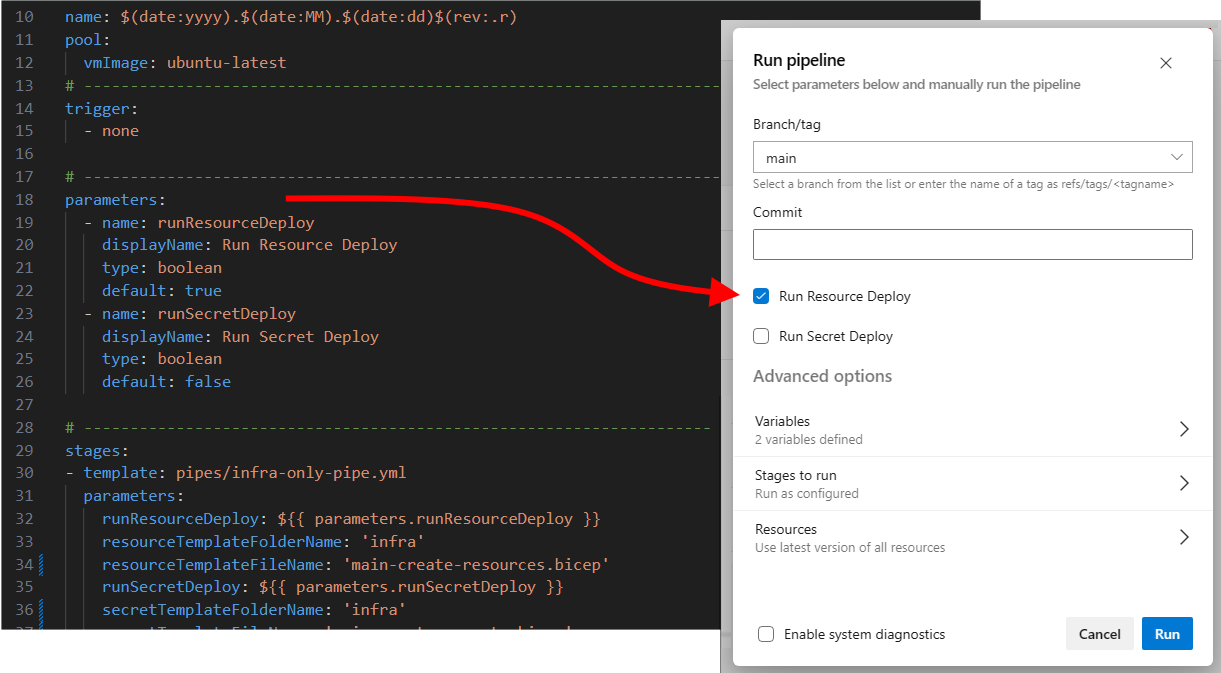 10 name: $(date:yyyy).$(date:MM).$(date:dd)$(rev:.r)
11 pool:
12 vmImage: ubuntu-latest
13 # ---------------------------------------------------------------------
14 trigger:
15 - none
16
17 # ---------------------------------------------------------------------
18 parameters:
19 - name: runResourceDeploy
20 displayName: Run Resource Deploy
21 type: boolean
22 default: true
23 - name: runSecretDeploy
24 displayName: Run Secret Deploy
25 type: boolean
26 default: false
27
28 # --------------------------------------------------------------------
29 stages:
30 - template: pipes/infra-only-pipe.yml
31 parameters:
32 runResourceDeploy: ${{ parameters.runResourceDeploy }}
33 resourceTemplateFolderName: 'infra'
34 resourceTemplateFileName: 'main-create-resources.bicep'
35 runSecretDeploy: ${{ parameters.runSecretDeploy }}
36 secretTemplateFolderName: 'infra'
Run pipeline
Select parameters below and manually run the pipeline
Branch/tag
main
Select a branch from the list or enter the name of a tag as refs/tags/<tagname>
Commit
Run Resource Deploy
Run Secret Deploy
Advanced options
Variables
2 variables defined
Stages to run
Run as configured
Resources
Use latest version of all resources
Enable system diagnostics
Cancel
Run